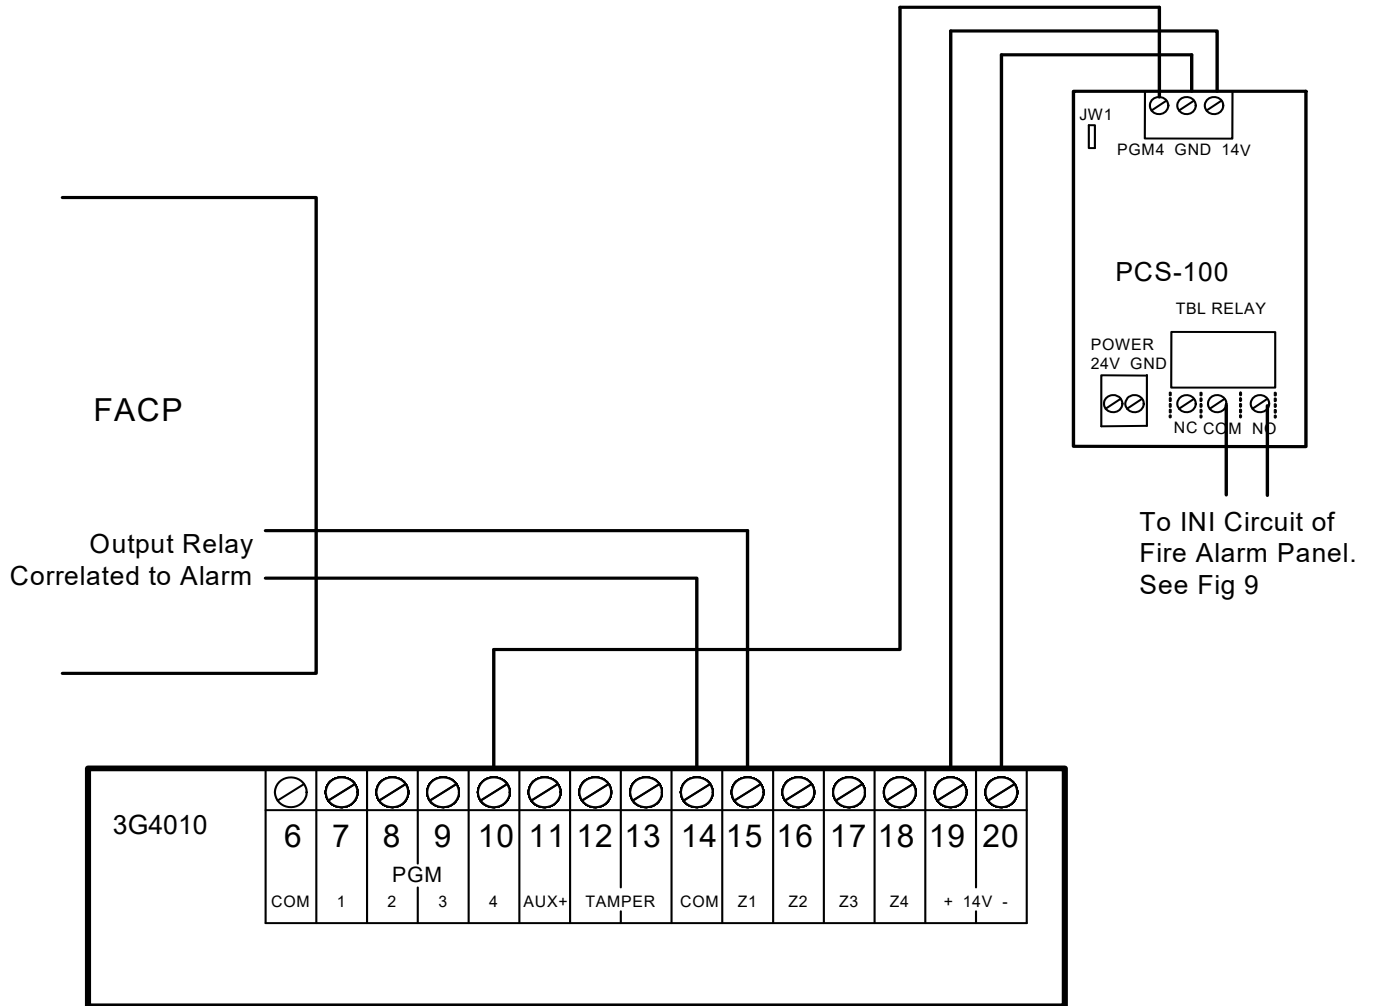 JW1
PGM4 GND 14V
PCS-100
TBL RELAY
POWER
24V GND
NC COM NO
To INI Circuit of
Fire Alarm Panel.
See Fig 9
FACP
Output Relay
Correlated to Alarm
3G4010
6 7 8 9 10 11 12 13 14 15 16 17 18 19 20
PGM
COM 1 2 3 4 AUX+ TAMPER COM Z1 Z2 Z3 Z4 + 14V -